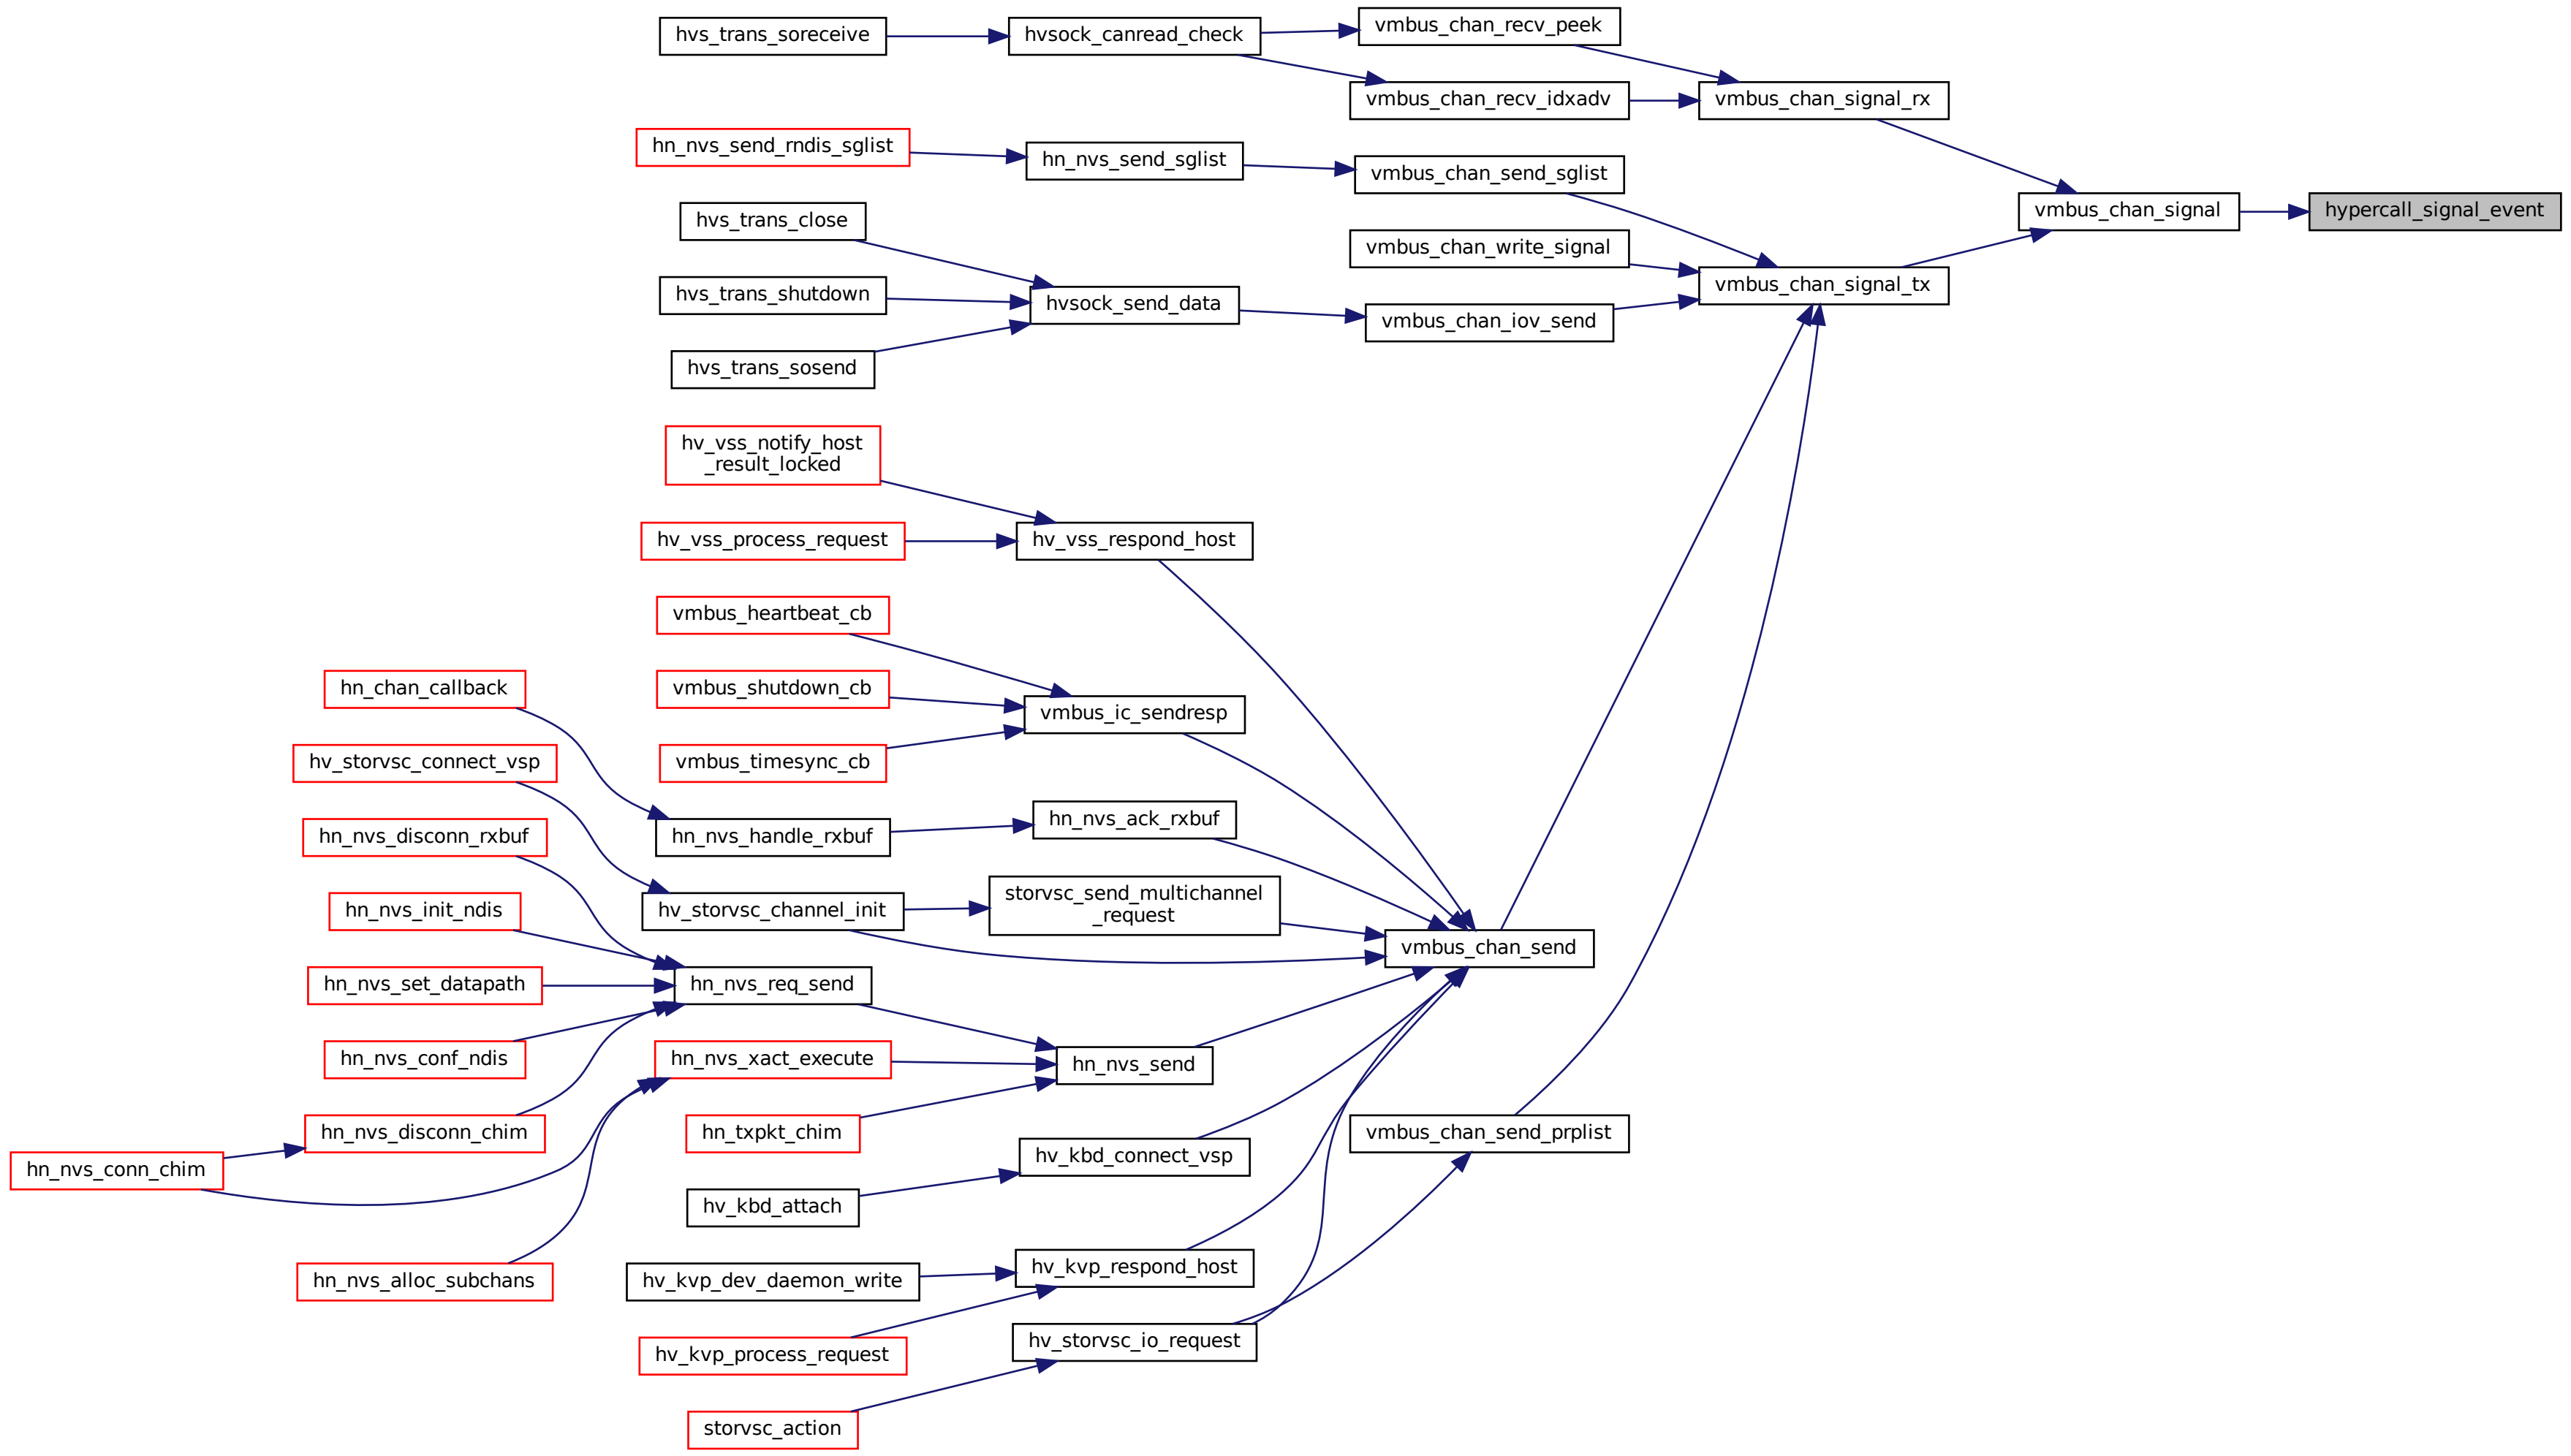 hvs_trans_soreceive
hvsock_canread_check
vmbus_chan_recv_peek
vmbus_chan_recv_idxadv
vmbus_chan_signal_rx
hn_nvs_send_rndis_sglist
hn_nvs_send_sglist
vmbus_chan_send_sglist
vmbus_chan_signal
hypercall_signal_event
hvs_trans_close
vmbus_chan_write_signal
vmbus_chan_signal_tx
hvs_trans_shutdown
hvsock_send_data
vmbus_chan_iov_send
hvs_trans_sosend
hv_vss_notify_host
_result_locked
hv_vss_process_request
hv_vss_respond_host
vmbus_heartbeat_cb
hn_chan_callback
vmbus_shutdown_cb
vmbus_ic_sendresp
hv_storvsc_connect_vsp
vmbus_timesync_cb
hn_nvs_disconn_rxbuf
hn_nvs_handle_rxbuf
hn_nvs_ack_rxbuf
hn_nvs_init_ndis
hv_storvsc_channel_init
storvsc_send_multichannel
_request
vmbus_chan_send
hn_nvs_set_datapath
hn_nvs_req_send
hn_nvs_conf_ndis
hn_nvs_xact_execute
hn_nvs_send
hn_nvs_disconn_chim
hn_txpkt_chim
vmbus_chan_send_prplist
hn_nvs_conn_chim
hv_kbd_connect_vsp
hv_kbd_attach
hn_nvs_alloc_subchans
hv_kvp_dev_daemon_write
hv_kvp_respond_host
hv_kvp_process_request
hv_storvsc_io_request
storvsc_action